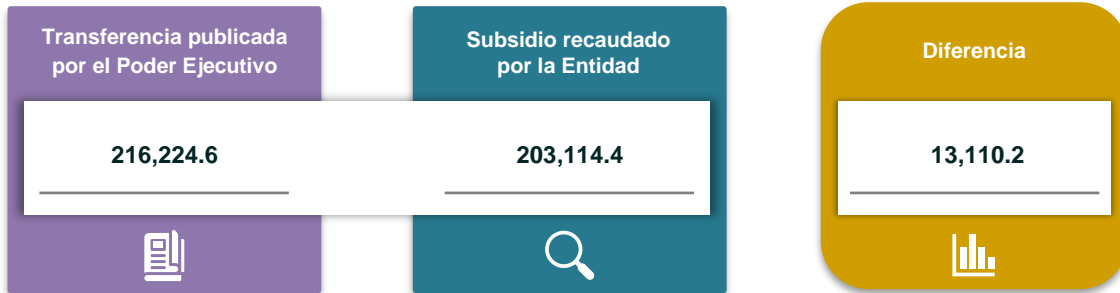 Transferencia publicada
por el Poder Ejecutivo
216,224.6
Subsidio recaudado
por la Entidad
203,114.4
Diferencia
13,110.2